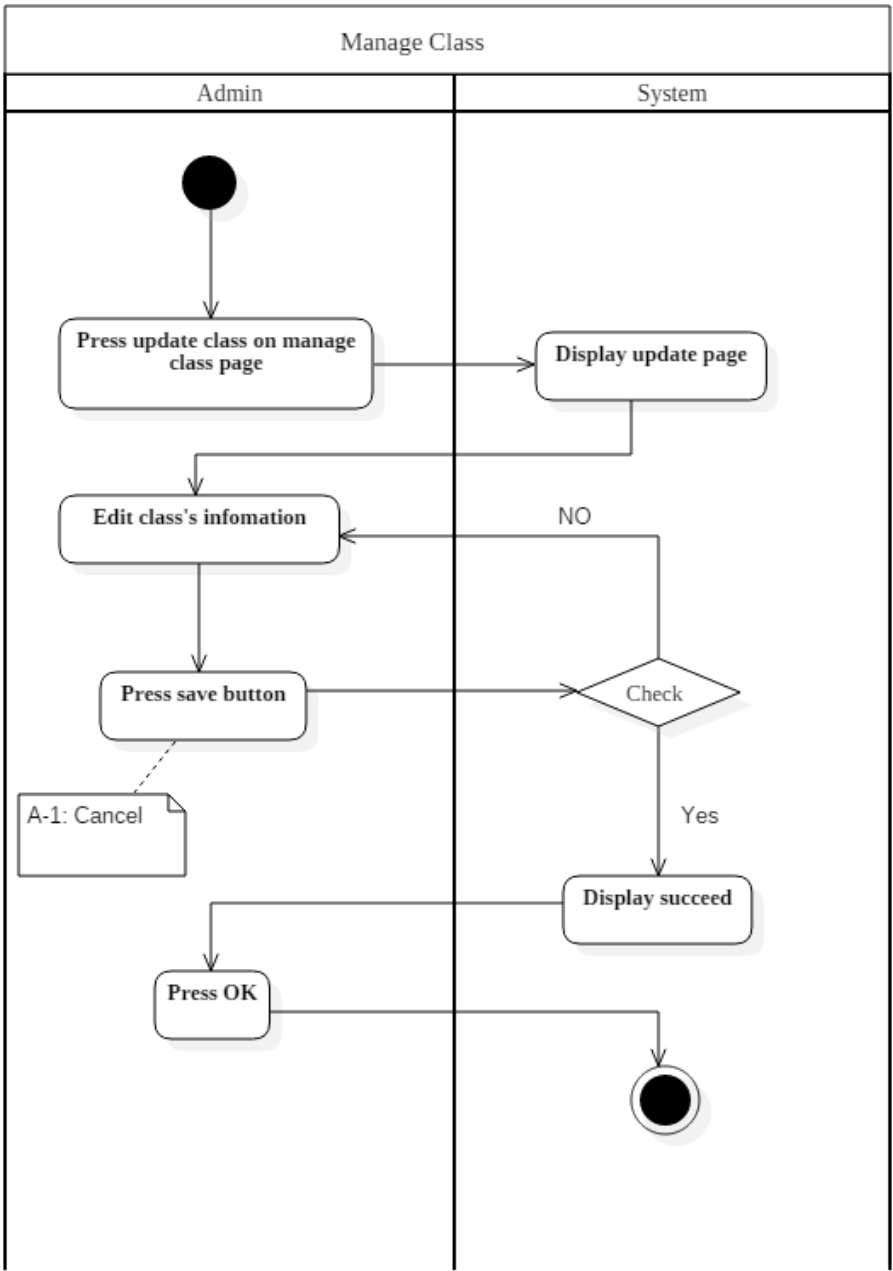 Manage Class
Admin
System
Press update class on manage
class page
Display update page
Edit class's infomation
NO
Press save button
Check
A-1: Cancel
Yes
Display succeed
Press OK